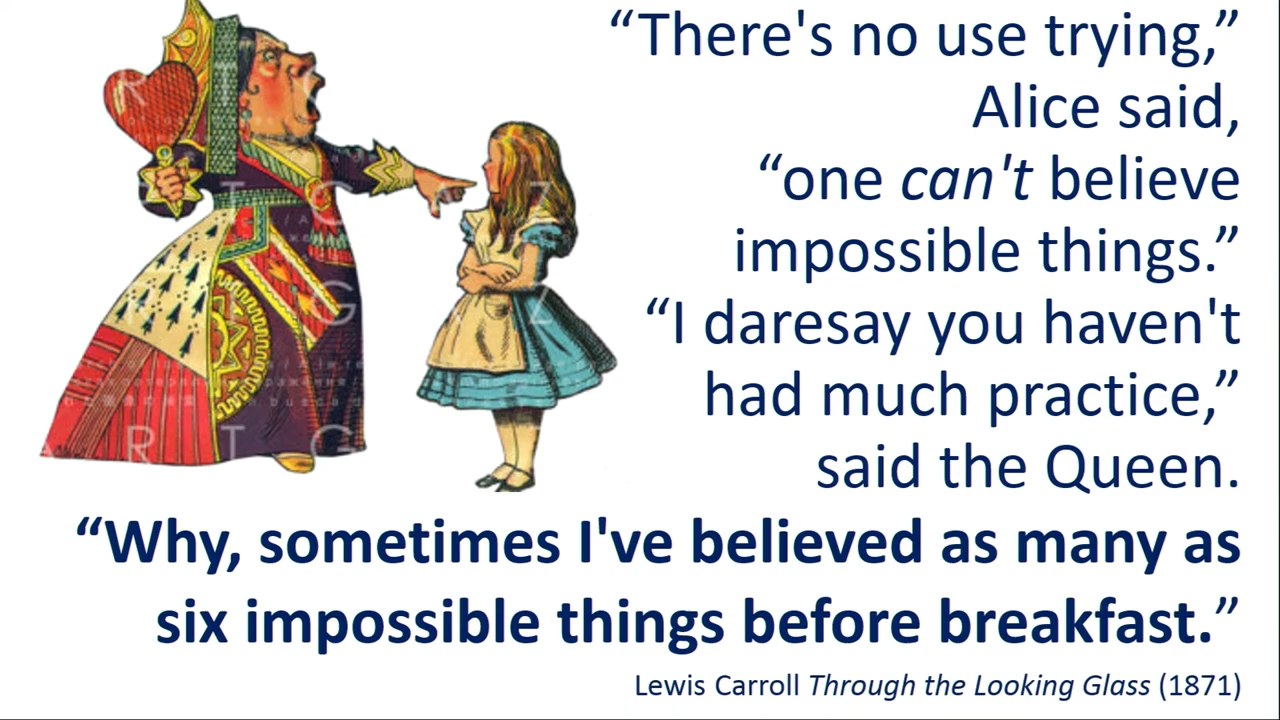 “There's no use trying,”
Alice said,
“one can't believe
impossible things.”
“I daresay you haven't
had much practice,”
said the Queen.
“Why, sometimes I've believed as many as
six impossible things before breakfast.”
Lewis Carroll Through the Looking Glass (1871)